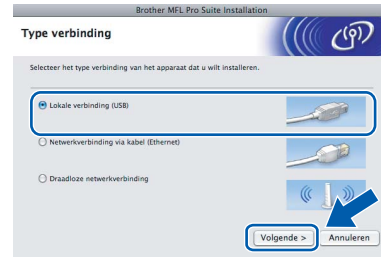 Brother MFL Pro Suite Installation
Type verbinding
Selecteer het type verbinding van het apparaat dat u wilt installeren.
Lokale verbinding (USB)
Netwerkverbinding via kabel (Ethernet)
Draadloze netwerkverbinding
Volgende >
Annuleren